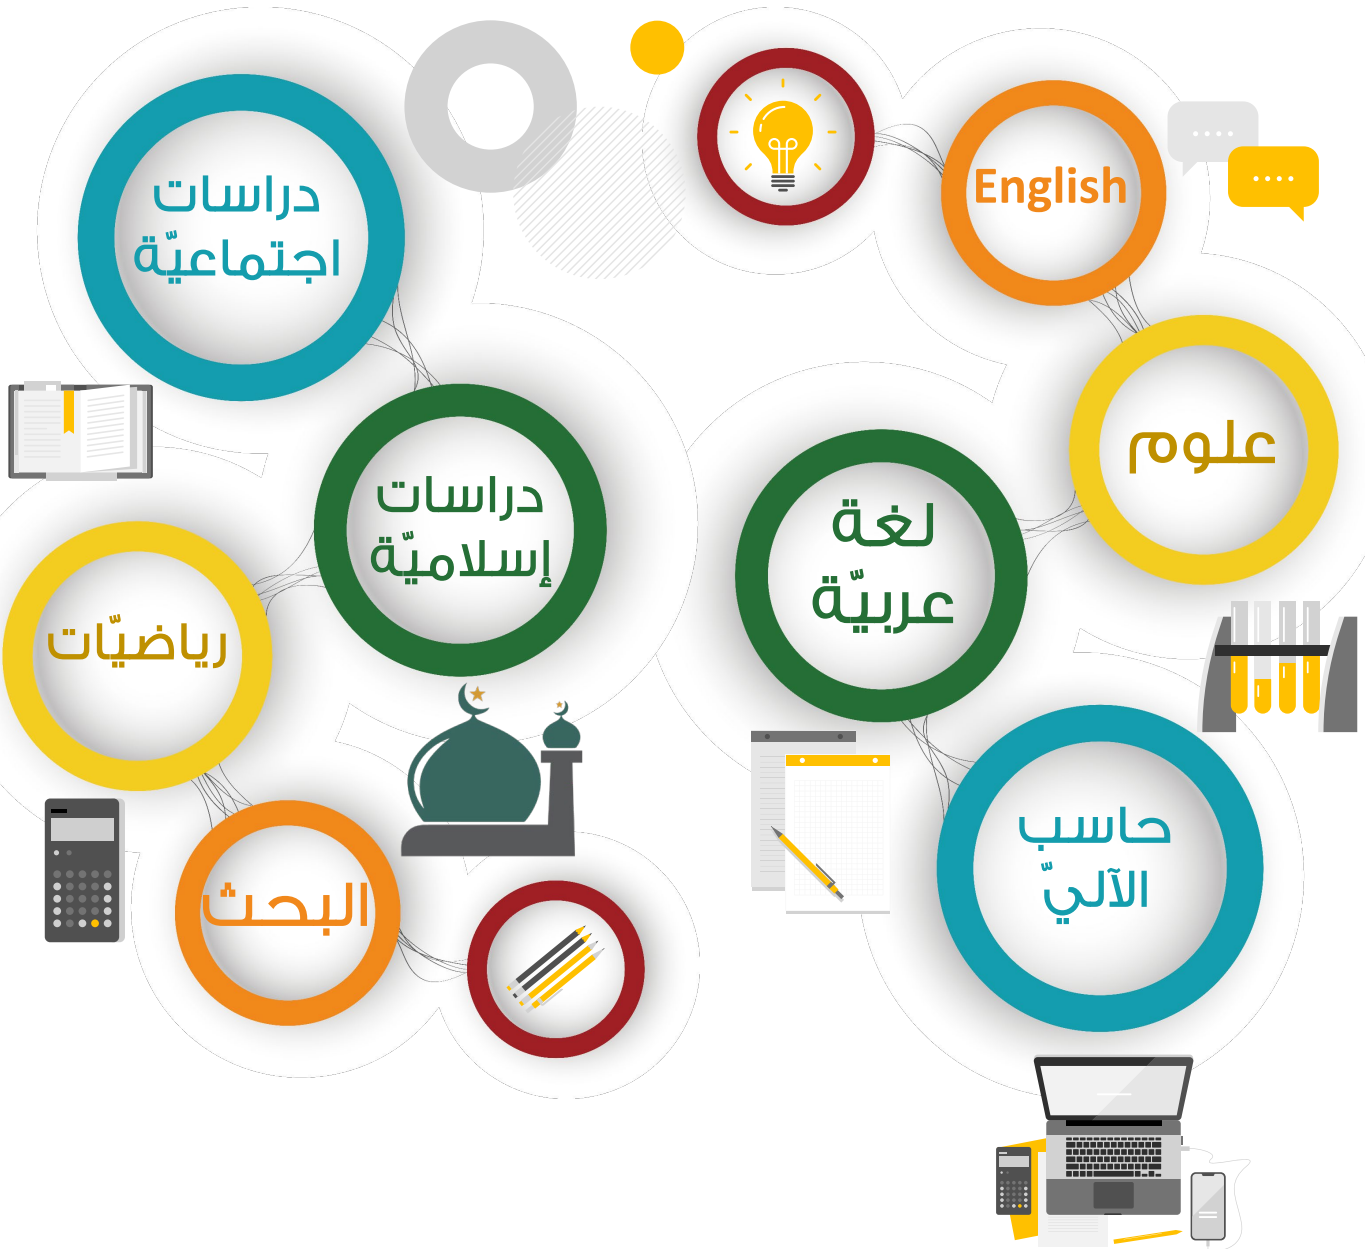 English
علوم
لغة
عربيّة
حاسب
الآليّ
دراسات
اجتماعيّة
دراسات
إسلاميّة
رياضيّات
البحث